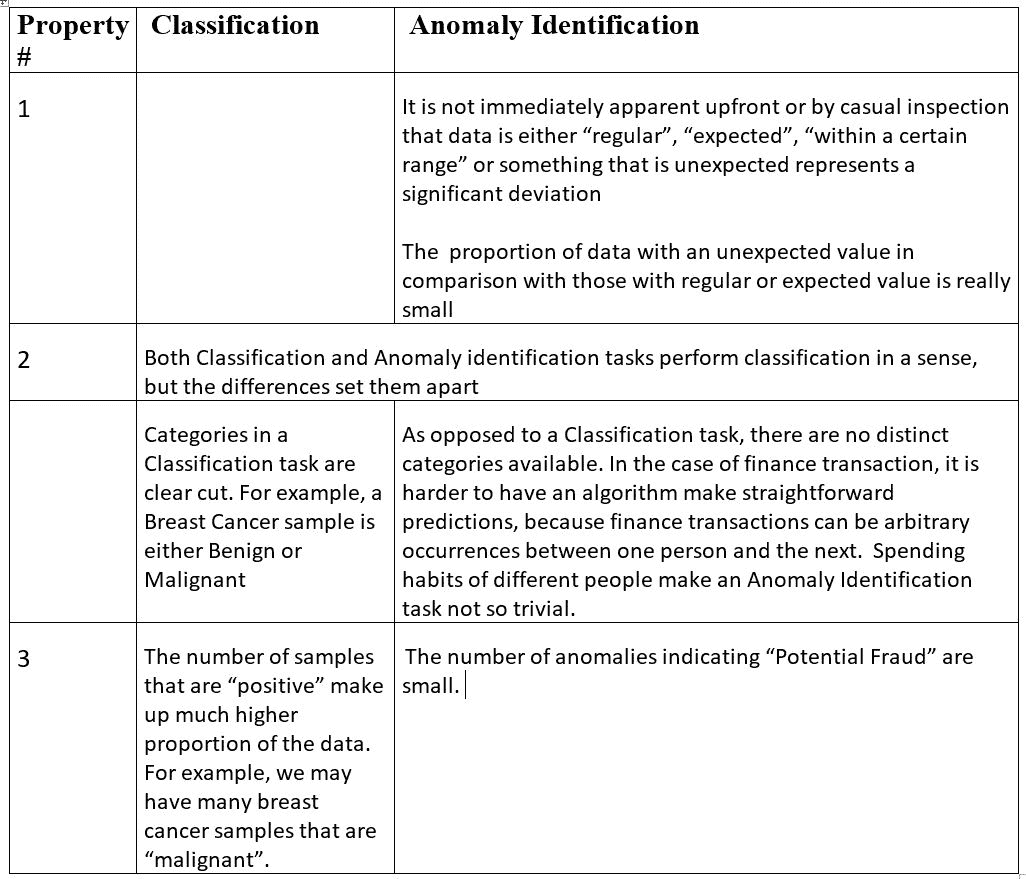 Property Classification Anomaly Identification
#
1
It is not immediately apparent upfront or by casual inspection
that data is either “regular”, “expected”, “within a certain
range” or something that is unexpected represents a
significant deviation
The proportion of data with an unexpected value in
comparison with those with regular or expected value is really
small
2
Both Classification and Anomaly identification tasks perform classification in a sense,
but the differences set them apart
Categories in a
Classification task are
clear cut. For example, a
Breast Cancer sample is
either Benign or
Malignant
As opposed to a Classification task, there are no distinct
categories available. In the case of finance transaction, it is
harder to have an algorithm make straightforward
predictions, because finance transactions can be arbitrary
occurrences between one person and the next. Spending
habits of different people make an Anomaly Identification
task not so trivial.
3
The number of samples
that are “positive” make
up much higher
proportion of the data.
For example, we may
have many breast
cancer samples that are
“malignant”.
The number of anomalies indicating “Potential Fraud” are
small.